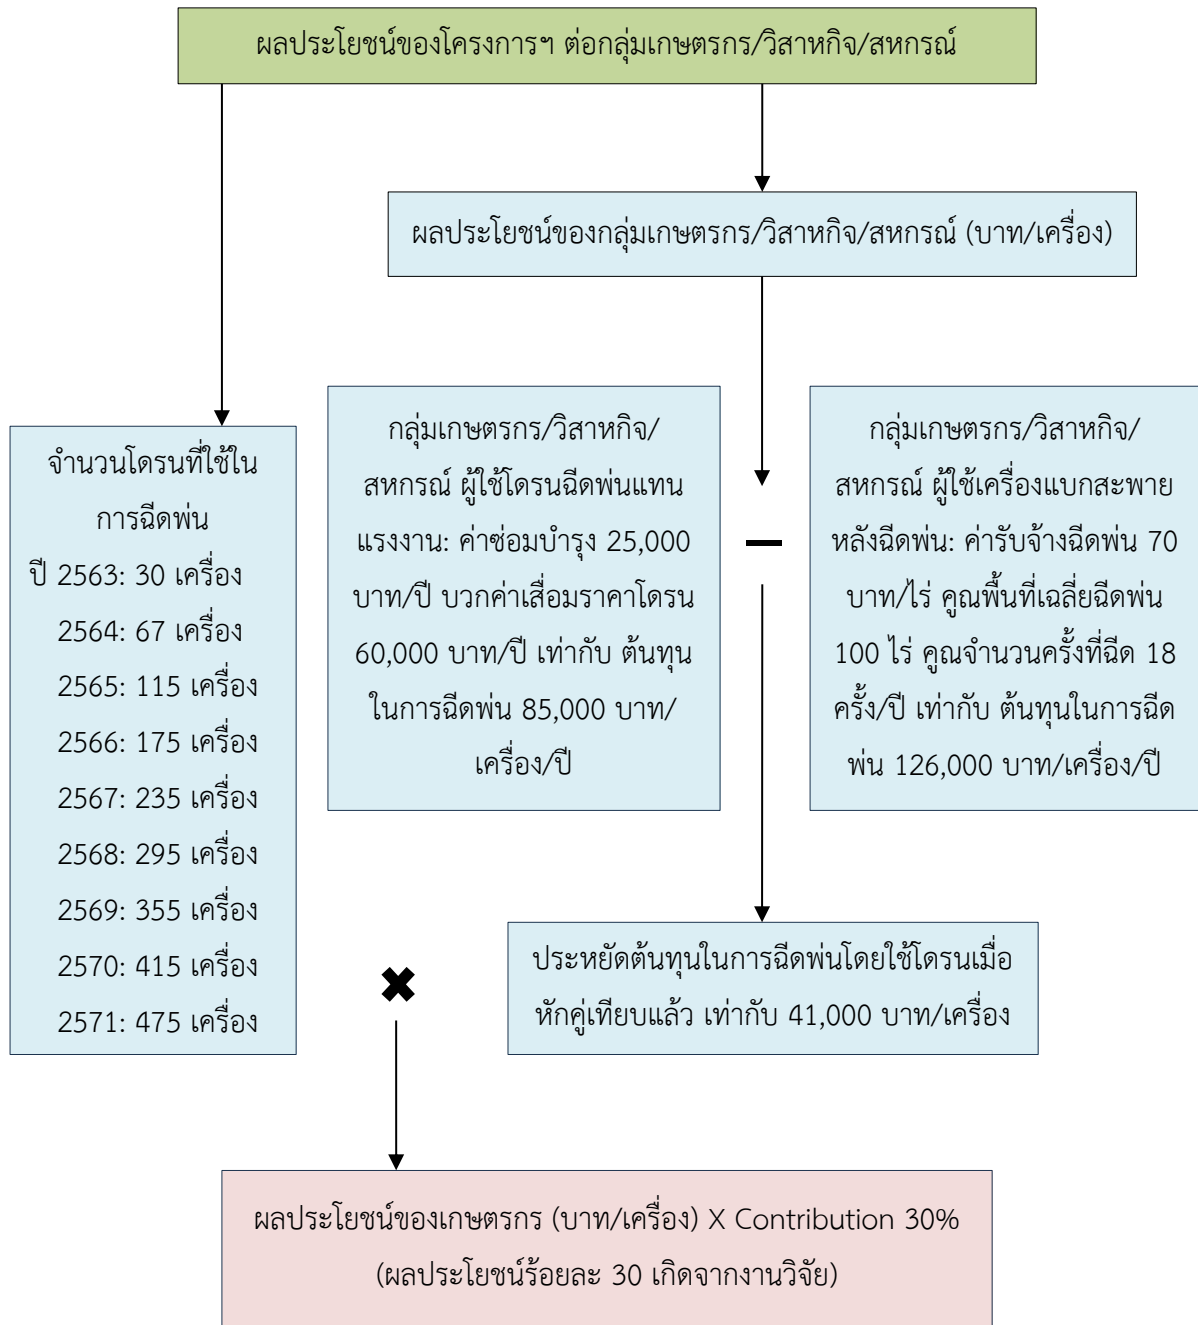 ผลประโยชน์ของโครงการฯ ต่อกลุ่มเกษตรกร/วิสาหกิจ/สหกรณ์
ผลประโยชน์ของกลุ่มเกษตรกร/วิสาหกิจ/สหกรณ์ (บาท/เครื่อง)
จำนวนโดรนที่ใช้ใน
การฉีดพ่น
ปี 2563: 30 เครื่อง
2564: 67 เครื่อง
2565: 115 เครื่อง
2566: 175 เครื่อง
2567: 235 เครื่อง
2568: 295 เครื่อง
2569: 355 เครื่อง
2570: 415 เครื่อง
2571: 475 เครื่อง
กลุ่มเกษตรกร/วิสาหกิจ/
สหกรณ์ ผู้ใช้โดรนฉีดพ่นแทน
แรงงาน: ค่าซ่อมบำรุง 25,000
บาท/ปี บวกค่าเสื่อมราคาโดรน
60,000 บาท/ปี เท่ากับ ต้นทุน
ในการฉีดพ่น 85,000 บาท/
เครื่อง/ปี
กลุ่มเกษตรกร/วิสาหกิจ/
สหกรณ์ ผู้ใช้เครื่องแบกสะพาย
หลังฉีดพ่น: ค่ารับจ้างฉีดพ่น 70
บาท/ไร่ คูณพื้นที่เฉลี่ยฉีดพ่น
100 ไร่ คูณจำนวนครั้งที่ฉีด 18
ครั้ง/ปี เท่ากับ ต้นทุนในการฉีด
พ่น 126,000 บาท/เครื่อง/ปี
ประหยัดต้นทุนในการฉีดพ่นโดยใช้โดรนเมื่อ
หักคู่เทียบแล้ว เท่ากับ 41,000 บาท/เครื่อง
ผลประโยชน์ของเกษตรกร (บาท/เครื่อง) X Contribution 30%
(ผลประโยชน์ร้อยละ 30 เกิดจากงานวิจัย)